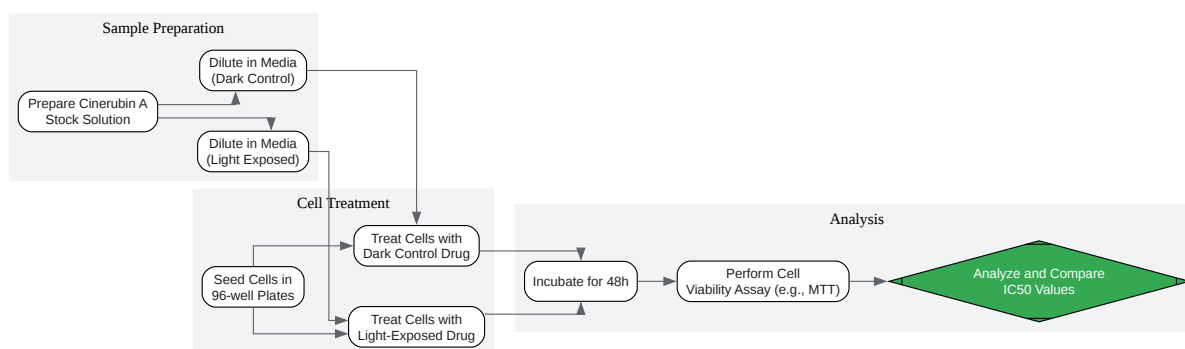 Sample Preparation
Dilute in Media
(Dark Control)
Prepare Cinerubin A
Stock Solution
Dilute in Media
(Light Exposed)
Cell Treatment
Treat Cells with
Dark Control Drug
Seed Cells in
96-well Plates
Treat Cells with
Light-Exposed Drug
Analysis
Incubate for 48h
Perform Cell
Viability Assay (e.g., MTT)
Analyze and Compare
IC50 Values